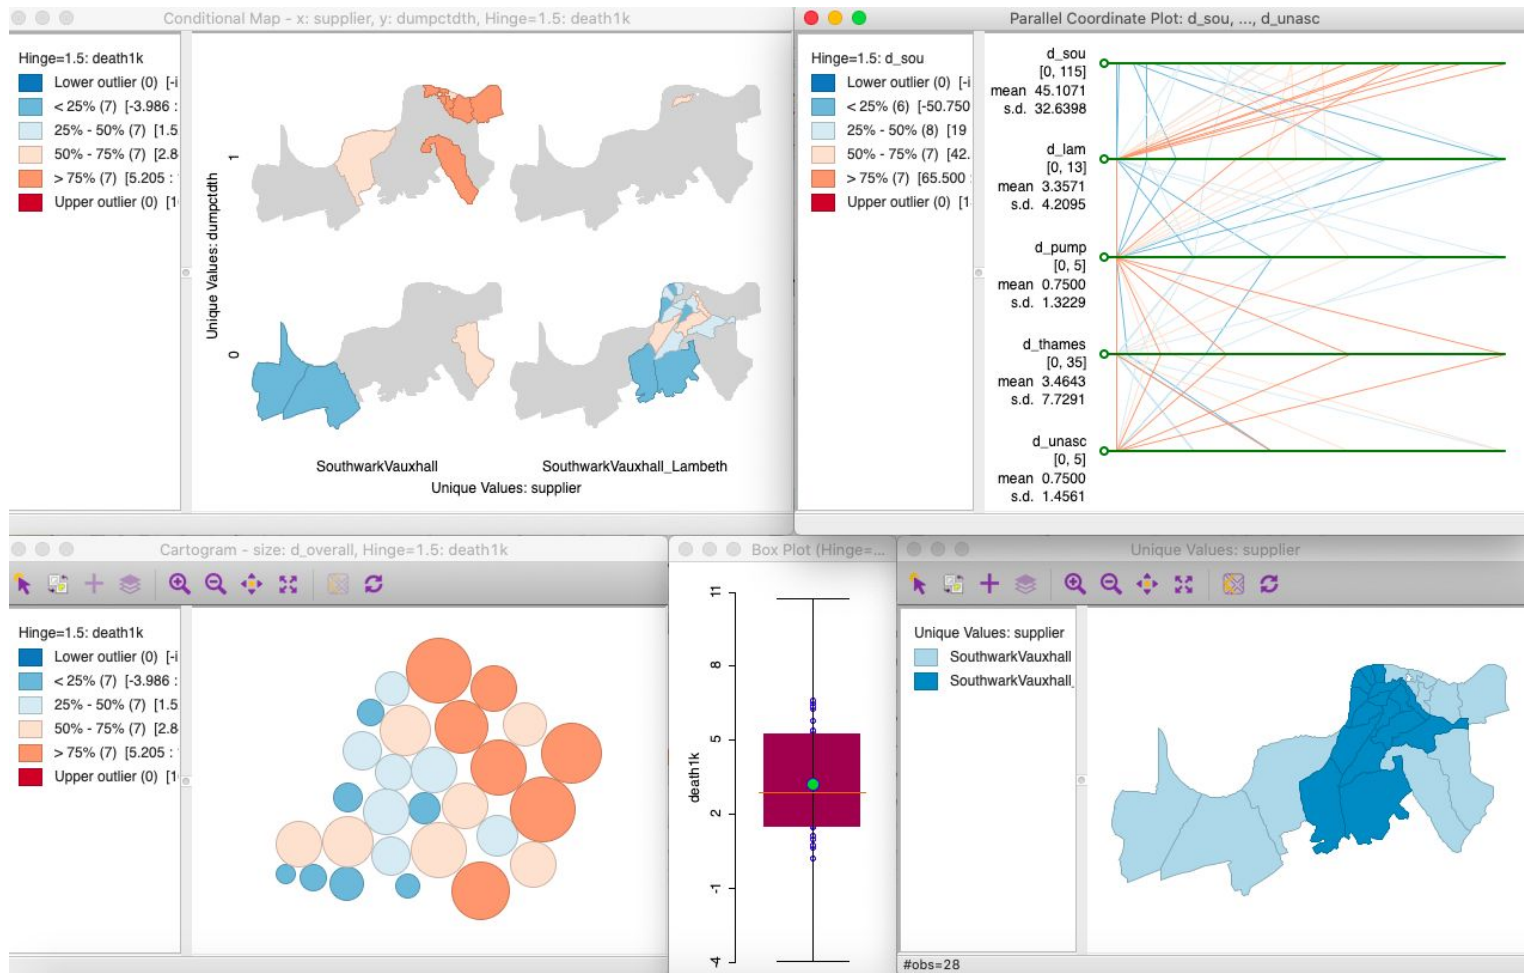 Conditional Map - x: supplier, y: dumpctdth, Hinge=1.5: death1k
Hinge=1.5: death1k
Lower outlier (0) [-i
< 25% (7) [-3.986 :
25% - 50% (7) [1.5
50% - 75% (7) [2.8
> 75% (7) [5.205 :
Upper outlier (0) [1
Unique Values: dumpctdth
1
0
SouthwarkVauxhall
SouthwarkVauxhall_Lambeth
Unique Values: supplier
Parallel Coordinate Plot: d_sou, ..., d_unasc
Hinge=1.5: d_sou
Lower outlier (0) [-i
< 25% (6) [-50.750
25% - 50% (8) [19
50% - 75% (7) [42.
> 75% (7) [65.500 :
Upper outlier (0) [1
d_sou
[0, 115]
mean 45.1071
s.d. 32.6398
d_lam
[0, 13]
mean 3.3571
s.d. 4.2095
d_pump
[0, 5]
mean 0.7500
s.d. 1.3229
d_thames
[0, 35]
mean 3.4643
s.d. 7.7291
d_unasc
[0, 5]
mean 0.7500
s.d. 1.4561
Cartogram - size: d_overall, Hinge=1.5: death1k
Hinge=1.5: death1k
Lower outlier (0) [-i
< 25% (7) [-3.986 :
25% - 50% (7) [1.5
50% - 75% (7) [2.8
> 75% (7) [5.205 :
Upper outlier (0) [1
Box Plot (Hinge=...
death1k
11
8
5
2
-1
-4
Unique Values: supplier
Unique Values: supplier
SouthwarkVauxhall
SouthwarkVauxhall_
#obs=28